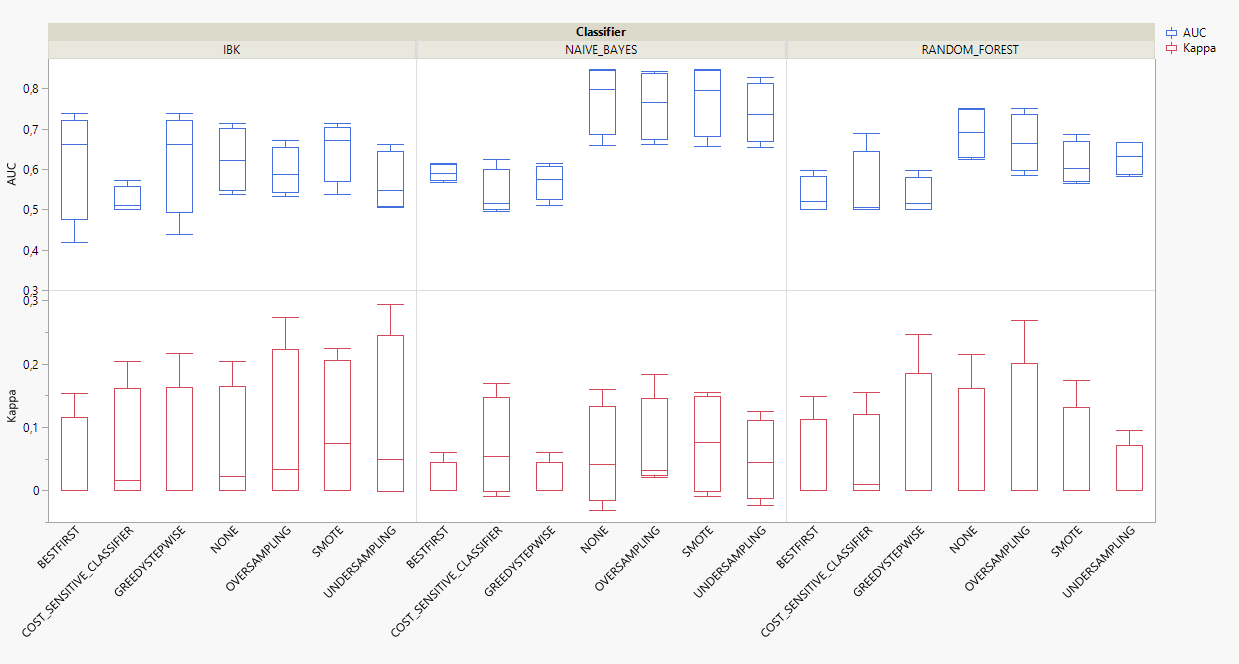 Classifier
IBK NAIVE_BAYES RANDOM_FOREST
AUC
Kappa
AUC
0,8
0,7
0,6
0,5
0,4
0,3
Kappa
0,3
0,2
0,1
0
BESTFIRST
COST_SENSITIVE_CLASSIFIER
GREEDYSTEPWISE
NONE
OVERSAMPLING
SMOTE
UNDERSAMPLING
BESTFIRST
COST_SENSITIVE_CLASSIFIER
GREEDYSTEPWISE
NONE
OVERSAMPLING
SMOTE
UNDERSAMPLING
BESTFIRST
COST_SENSITIVE_CLASSIFIER
GREEDYSTEPWISE
NONE
OVERSAMPLING
SMOTE
UNDERSAMPLING